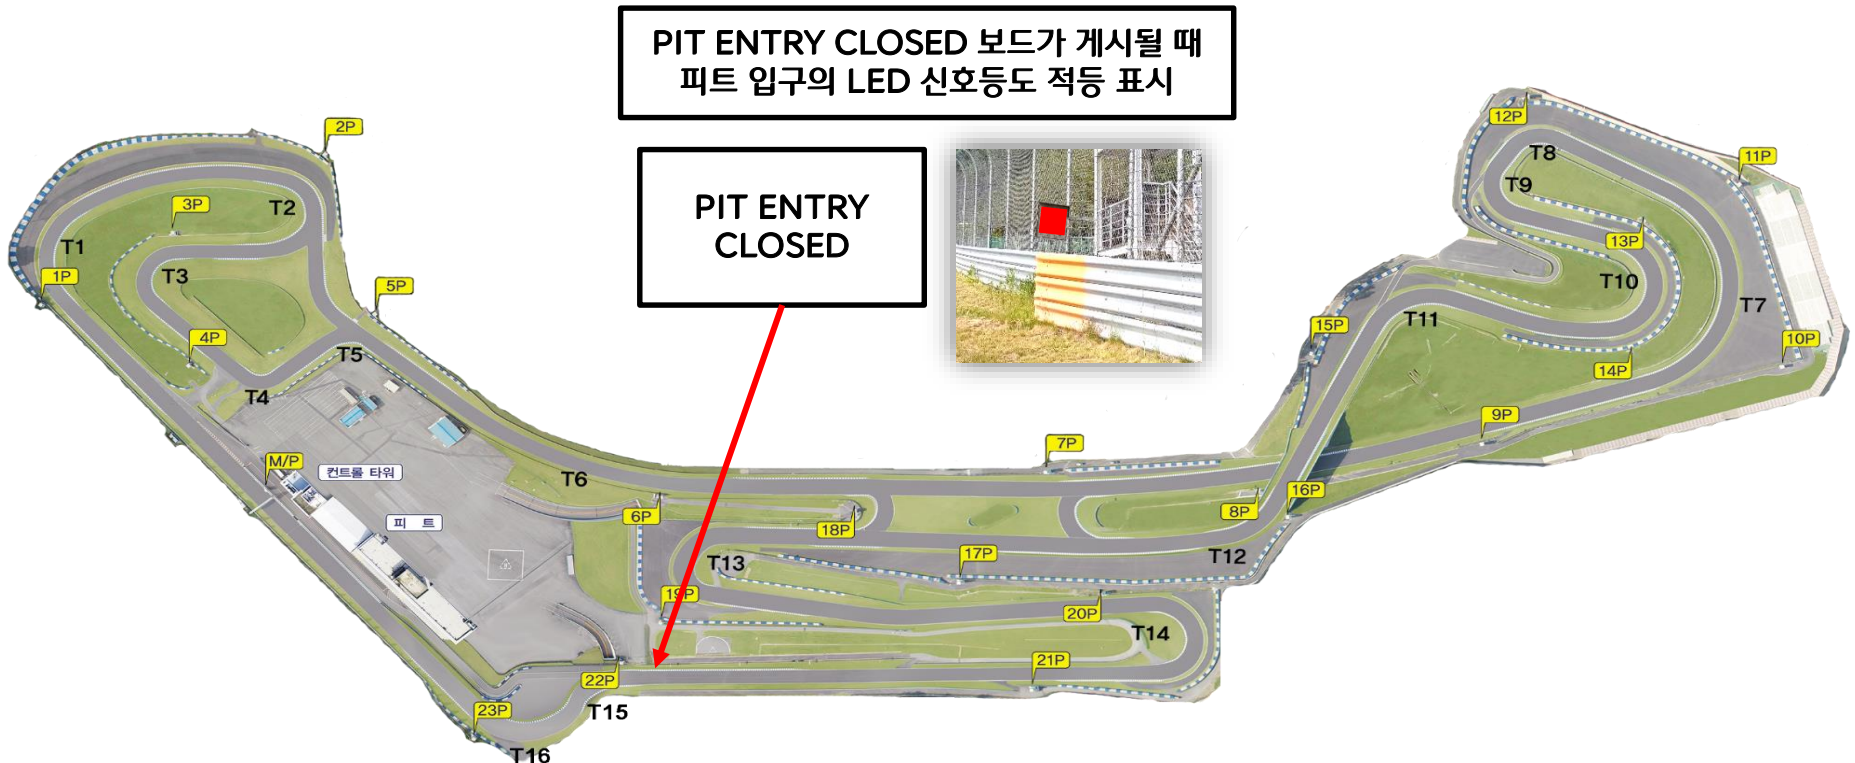 PIT ENTRY CLOSED 보드가 게시될 때
피트 입구의 LED 신호등도 적등 표시
PIT ENTRY
CLOSED
2P
12P
T8
11P
T9
3P
T2
T1
13P
T3
1P
T10
5P
T7
T11
15P
4P
10P
T5
14P
T4
9P
7P
M/P
컨트롤 타워
T6
16P
6P
8P
피 트
18P
17P
T12
T13
19P
20P
T14
21P
22P
23P
T15
T16